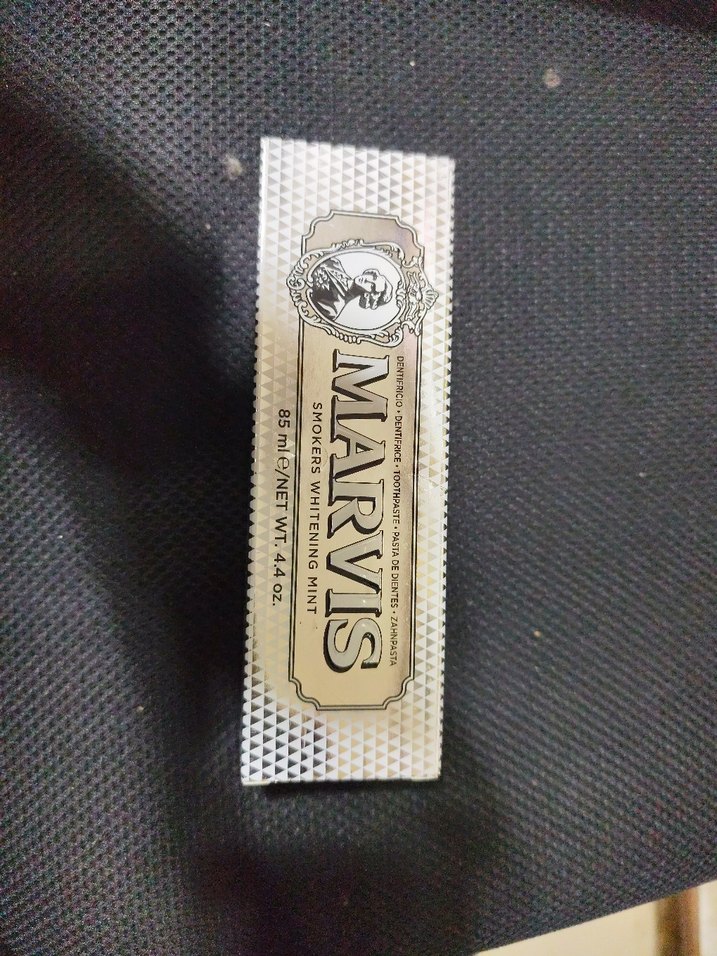 DENTIFRICIO • DENTIFRICE • TOOTHPASTE • PASTA DE DIENTES • ZAHNPASTA
MARVIS
SMOKERS WHITENING MINT
85 ml ℮/NET WT. 4.4 oz.